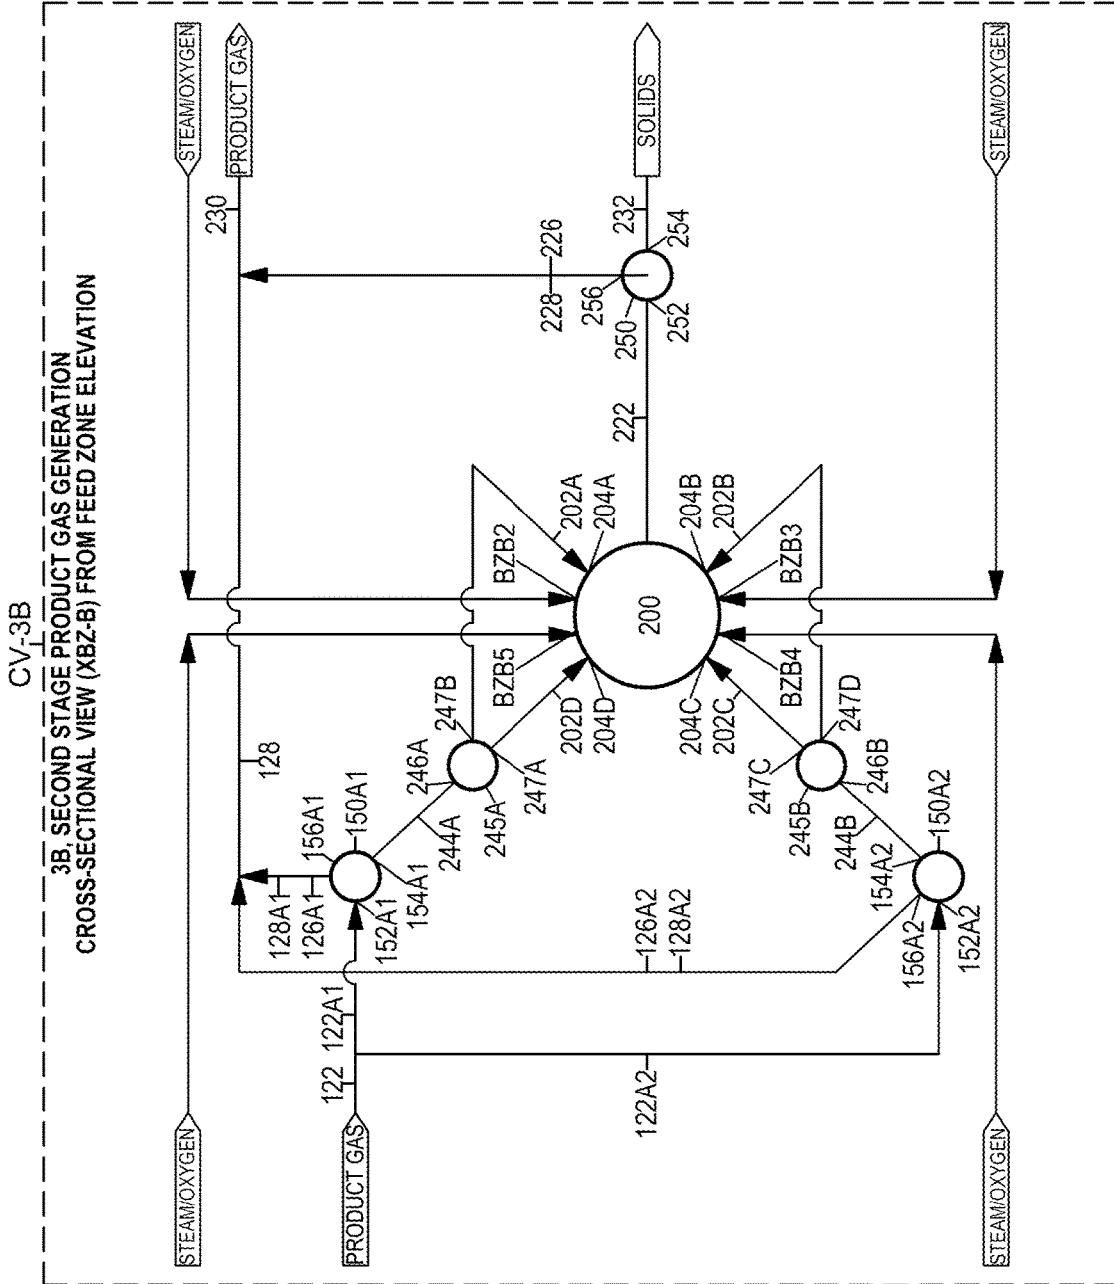 CV-3B
3B, SECOND STAGE PRODUCT GAS GENERATION
CROSS-SECTIONAL VIEW (XBZ-B) FROM FEED ZONE ELEVATION
STEAM/OXYGEN
PRODUCT GAS
SOLIDS
STEAM/OXYGEN
230
232
226
228
256
254
250
252
222
128
202A
204A
BZB2
204B
202B
BZB3
200
BZB5
BZB4
202D
204D
204C
202C
247B
246A
247A
245A
244A
247D
247C
246B
245B
244B
156A1
150A1
154A1
152A1
128A1
126A1
150A2
154A2
156A2
152A2
126A2
128A2
122
122A1
122A2
STEAM/OXYGEN
PRODUCT GAS
STEAM/OXYGEN